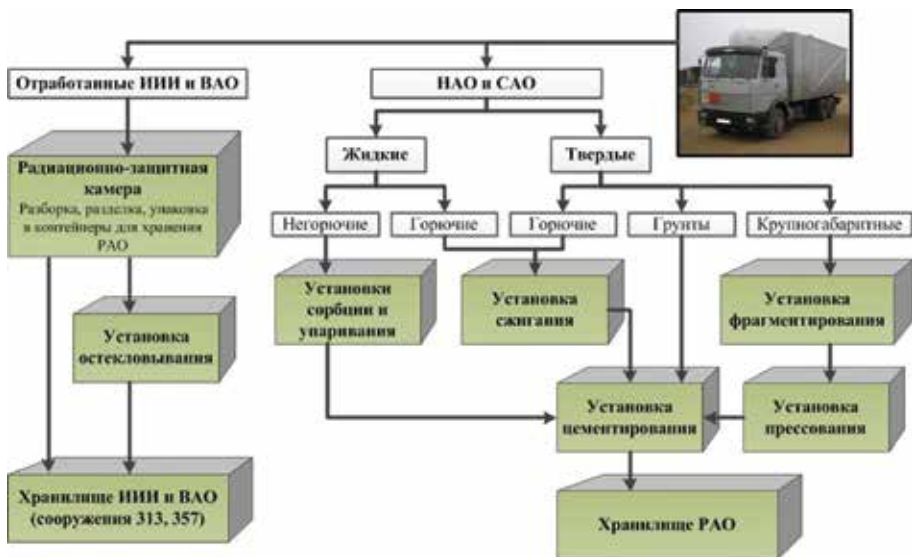 Отработанные ИИИ и ВАО
НАО и САО
Жидкие
Твердые
Радиационно-защитная
камера
Разборка, разделка, упаковка
в контейнеры для хранения
РАО
Негорючие
Горючие
Горючие
Грунты
Крупногабаритные
Установки
сорбции и
упаривания
Установка
сжигания
Установка
фрагментирования
Установка
остекловывания
Установка
цементирования
Установка
прессования
Хранилище ИИИ и ВАО
(сооружения 313, 357)
Хранилище РАО